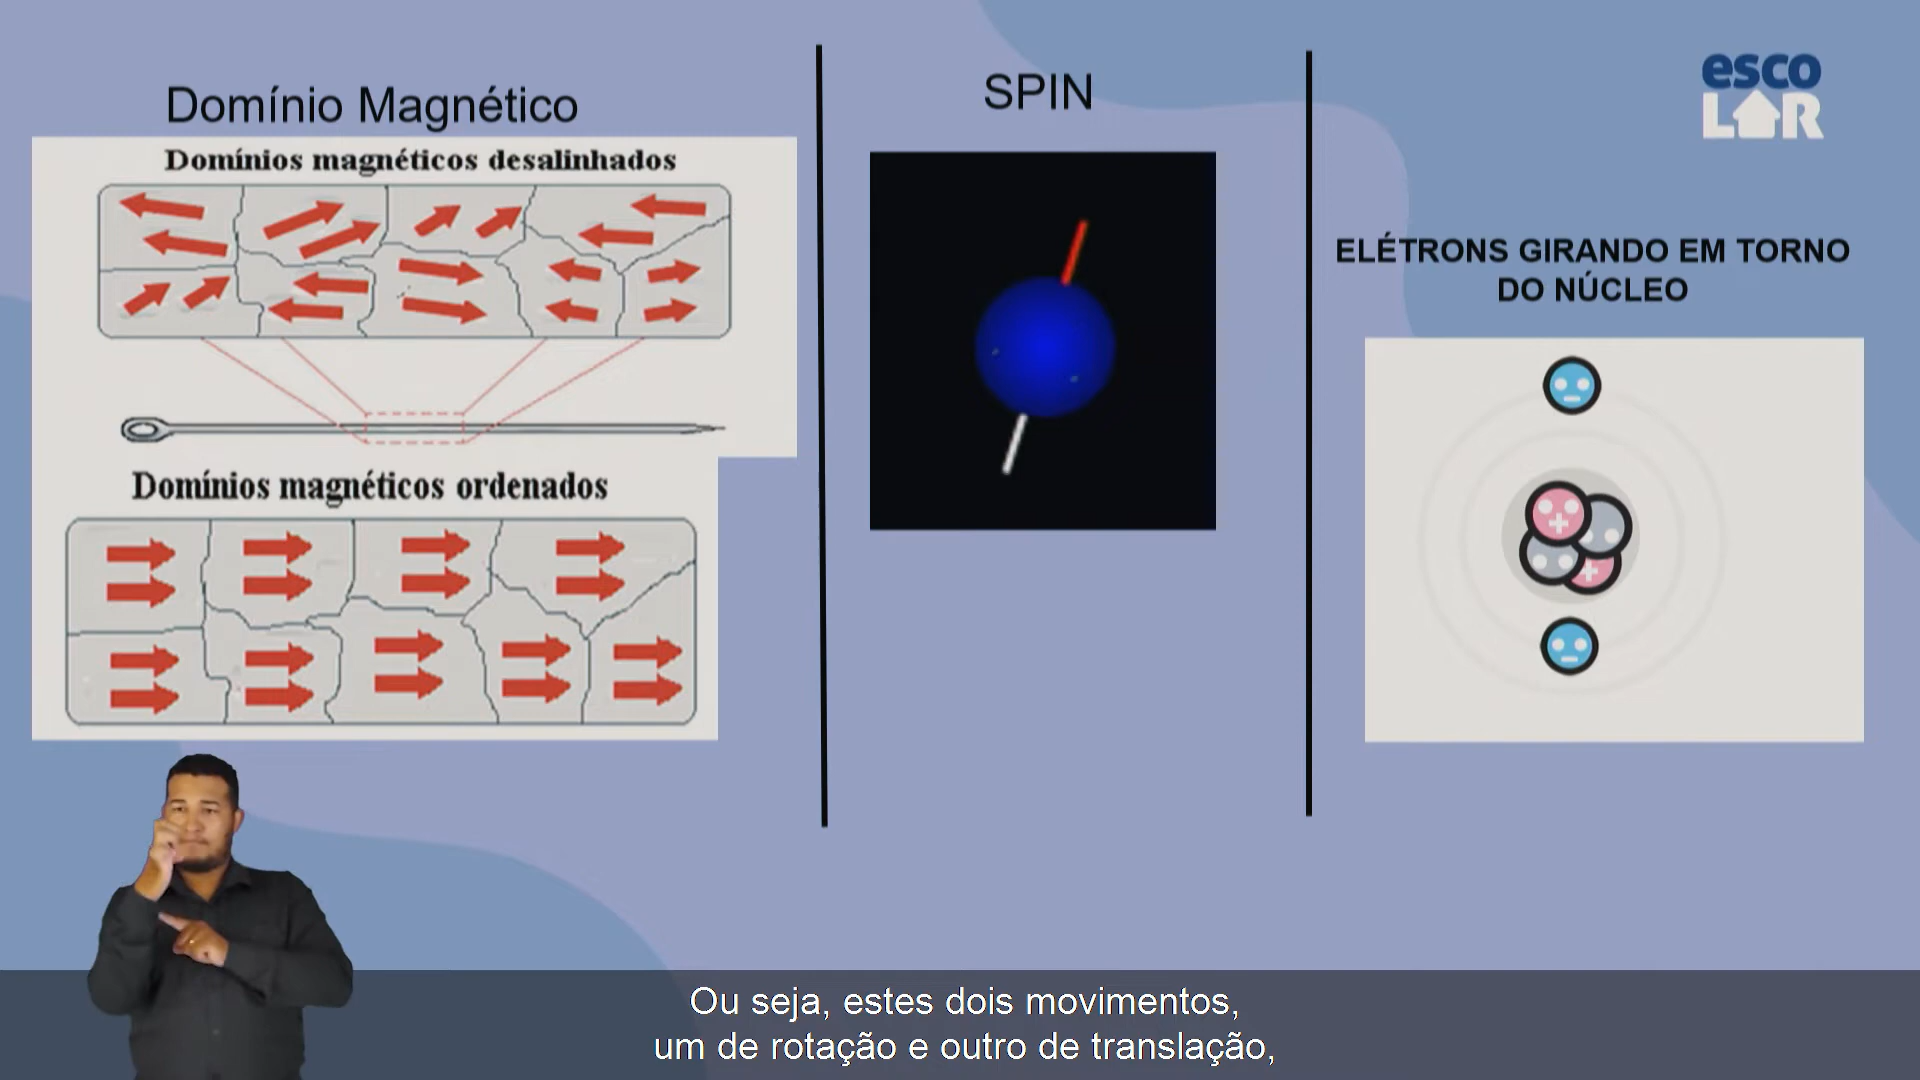 Domínio Magnético
Domínios magnéticos desalinhados
Domínios magnéticos ordenados
SPIN
esco
LAR
ELÉTRONS GIRANDO EM TORNO
DO NÚCLEO
Ou seja, estes dois movimentos,
um de rotação e outro de translação,